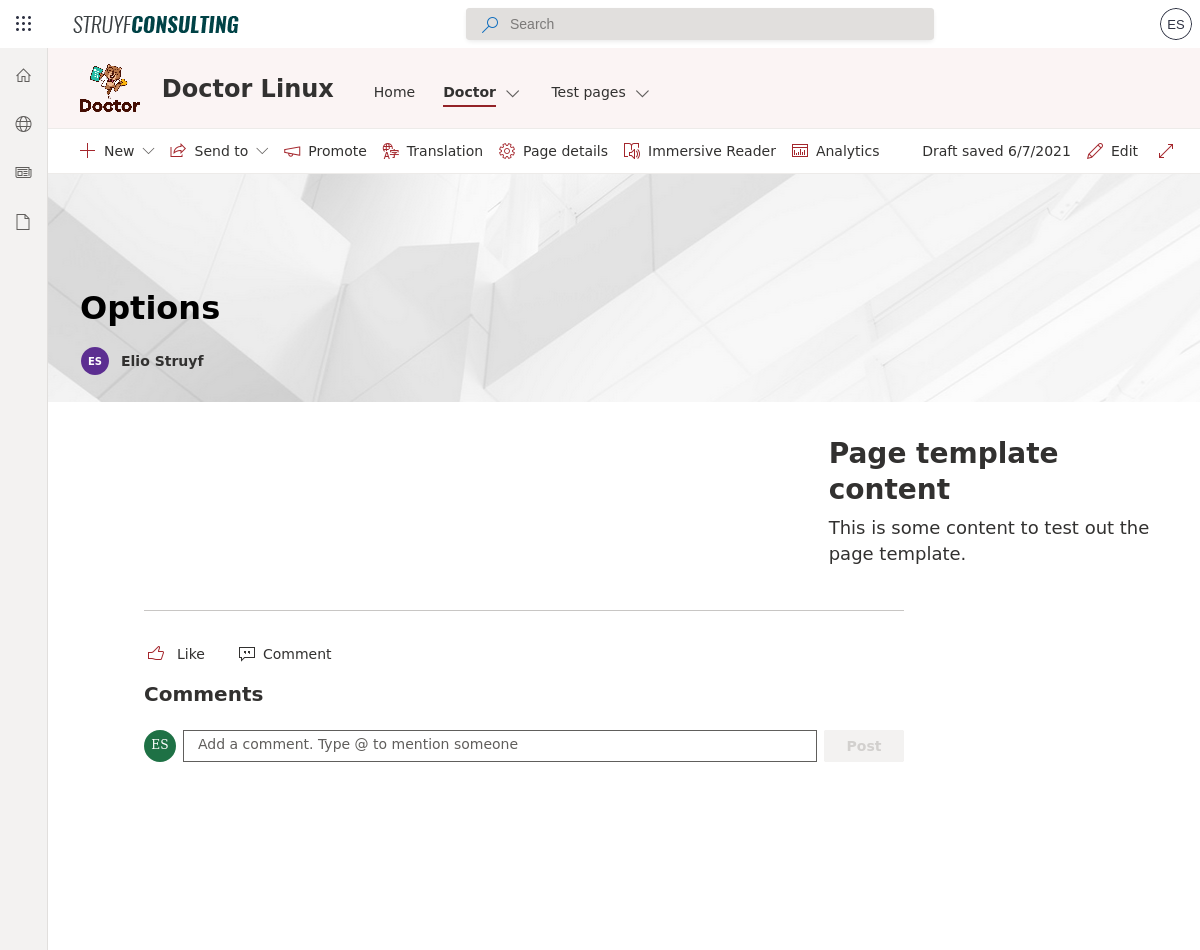 STRUYFCONSULTING
Search
ES
Doctor
Doctor Linux
Home
Doctor
Test pages
New
Send to
Promote
Translation
Page details
Immersive Reader
Analytics
Draft saved 6/7/2021
Edit
Options
ES
Elio Struyf
Page template
content
This is some content to test out the
page template.
Like
Comment
Comments
ES
Add a comment. Type @ to mention someone
Post